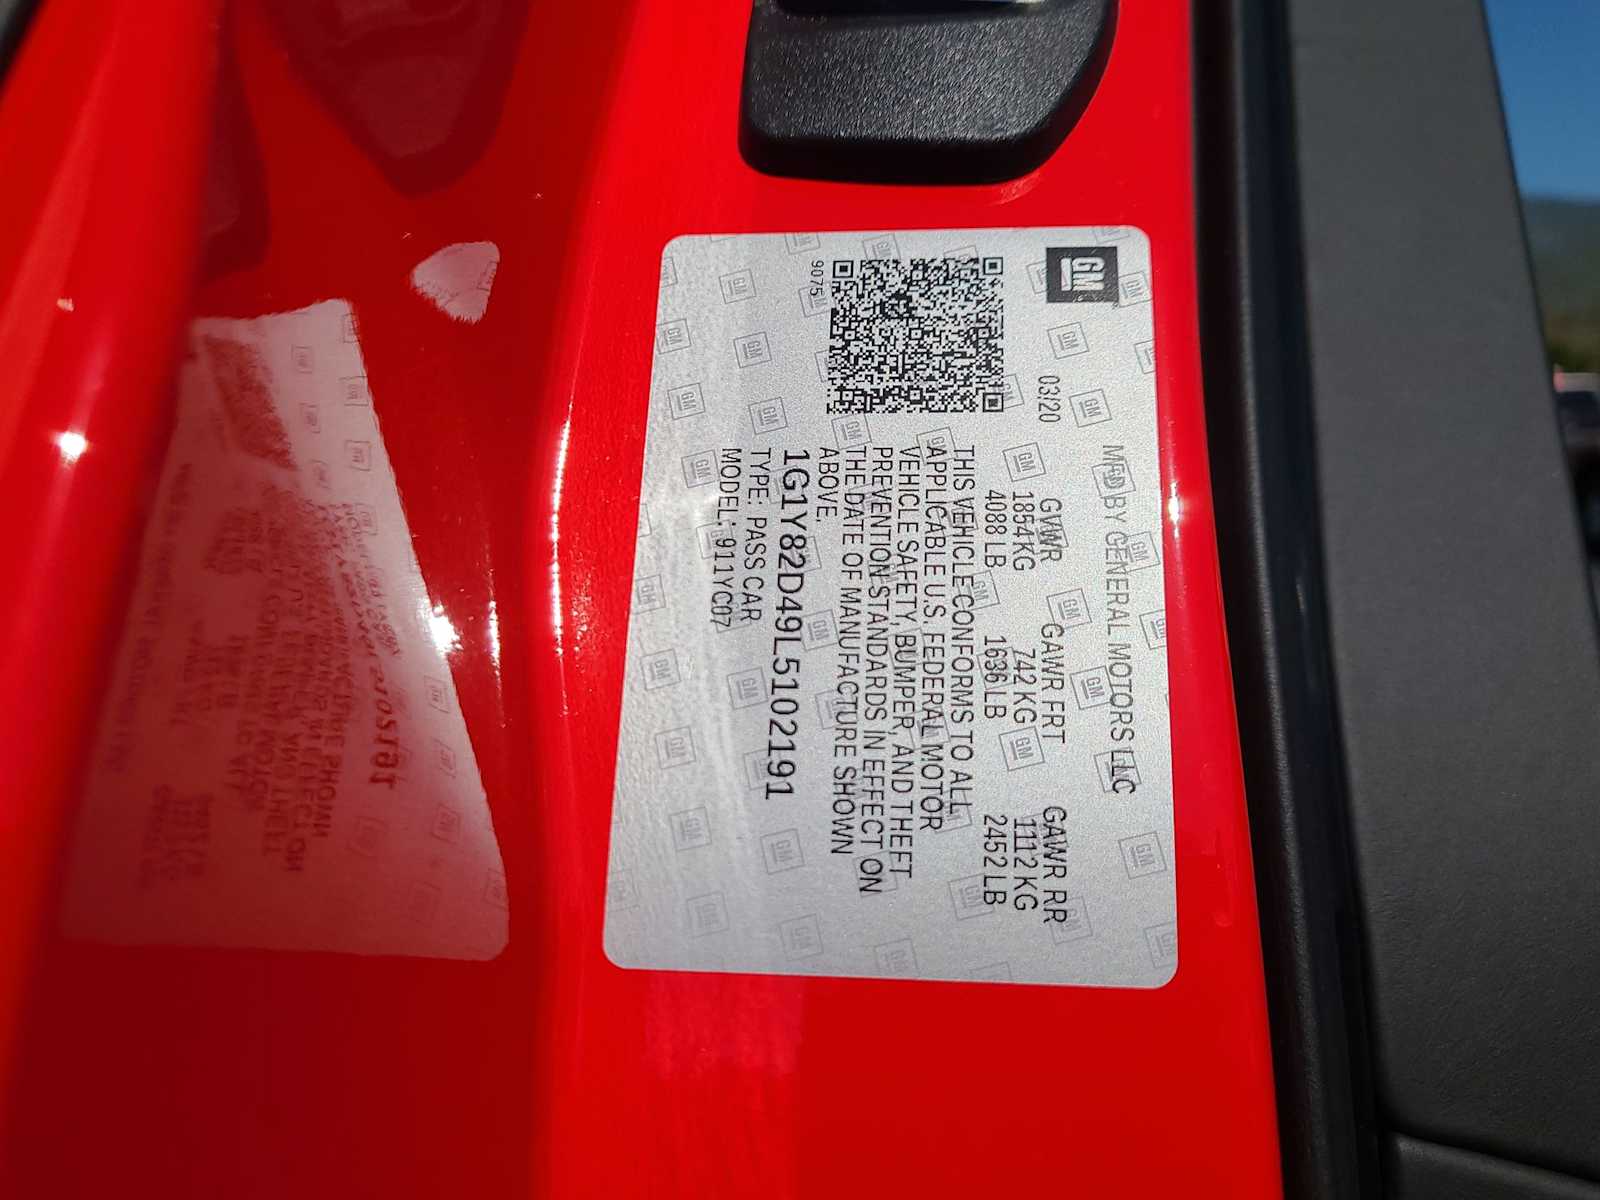 GM
MFD BY GENERAL MOTORS LLC
03/20
GVWR GAWR FRT GAWR RR
1854 KG 742 KG 1112 KG
4088 LB 1636 LB 2452 LB
THIS VEHICLE CONFORMS TO ALL
APPLICABLE U.S. FEDERAL MOTOR
VEHICLE SAFETY, BUMPER, AND THEFT
PREVENTION STANDARDS IN EFFECT ON
THE DATE OF MANUFACTURE SHOWN
ABOVE.
1G1Y82D49L5102191
TYPE: PASS CAR
MODEL: 911YC07
9075